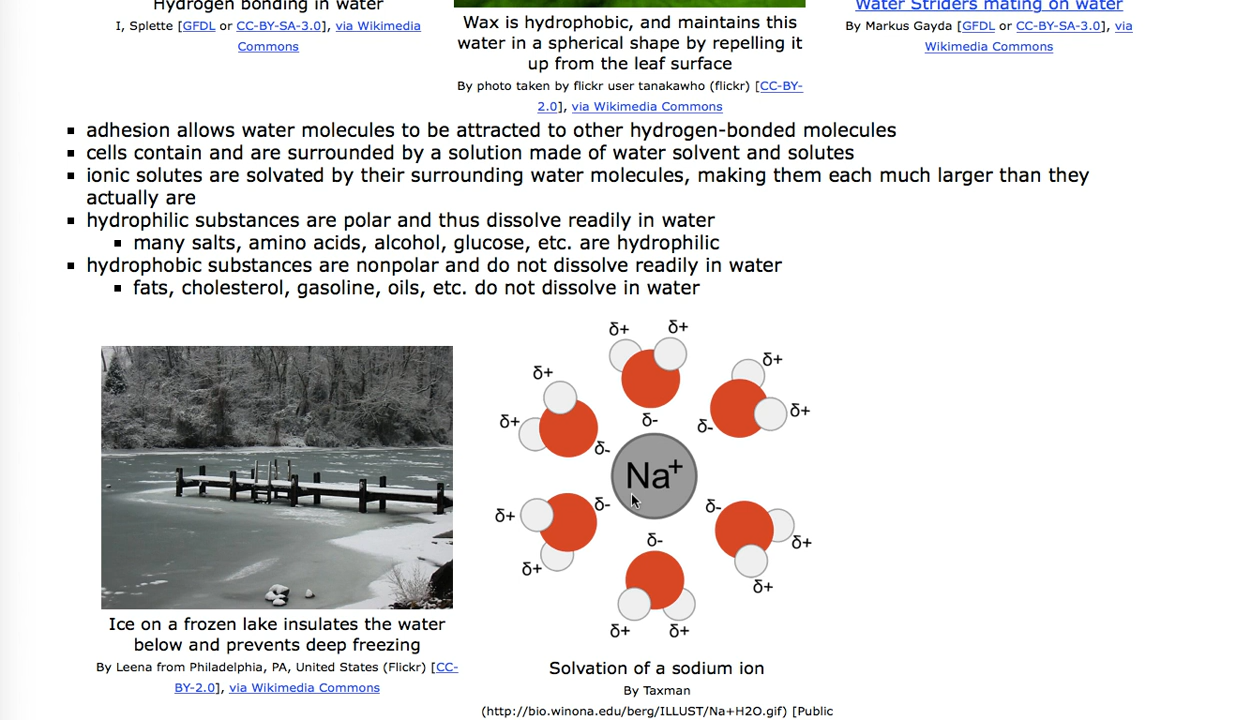 Hydrogen bonding in water
I, Splette [GFDL or CC-BY-SA-3.0], via Wikimedia
Commons
Wax is hydrophobic, and maintains this
water in a spherical shape by repelling it
up from the leaf surface
By photo taken by flickr user tanakawho (flickr) [CC-BY-
2.0], via Wikimedia Commons
Water Striders mating on water
By Markus Gayda [GFDL or CC-BY-SA-3.0], via
Wikimedia Commons
adhesion allows water molecules to be attracted to other hydrogen-bonded molecules
cells contain and are surrounded by a solution made of water solvent and solutes
ionic solutes are solvated by their surrounding water molecules, making them each much larger than they
actually are
hydrophilic substances are polar and thus dissolve readily in water
many salts, amino acids, alcohol, glucose, etc. are hydrophilic
hydrophobic substances are nonpolar and do not dissolve readily in water
fats, cholesterol, gasoline, oils, etc. do not dissolve in water
Ice on a frozen lake insulates the water
below and prevents deep freezing
By Leena from Philadelphia, PA, United States (Flickr) [CC-
BY-2.0], via Wikimedia Commons
δ+ δ+
δ+
δ+
δ+
δ+
δ-
δ-
δ-
Na+
δ-
δ-
δ+
δ-
δ+
δ+
δ+
δ+ δ+
Solvation of a sodium ion
By Taxman
(http://bio.winona.edu/berg/ILLUST/Na+H2O.gif) [Public